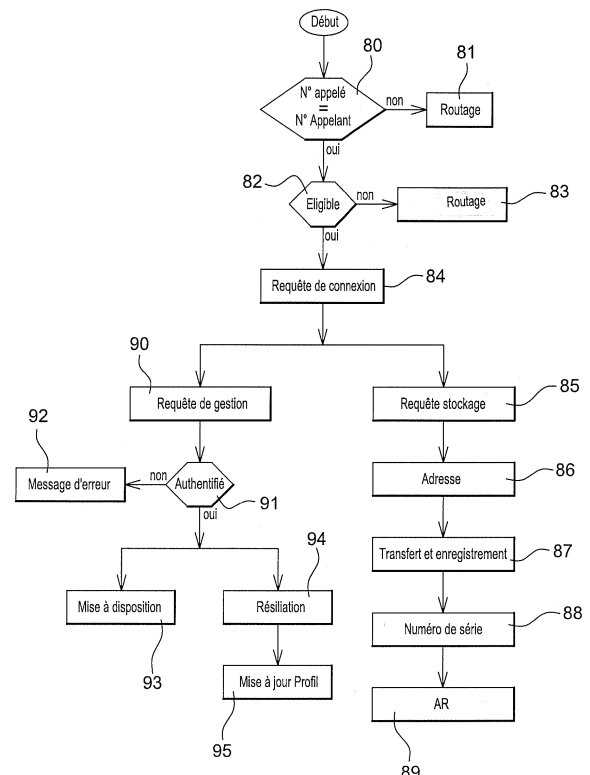 Début
80
N° appelé
=
N° Appelant
non
81
Routage
oui
82
Eligible
non
Routage
83
oui
Requête de connexion
84
90
Requête de gestion
Requête stockage
85
92
Message d'erreur
non
Authentifié
91
oui
Adresse
86
Transfert et enregistrement
87
94
Mise à disposition
93
Résiliation
Numéro de série
88
Mise à jour Profil
95
AR
89